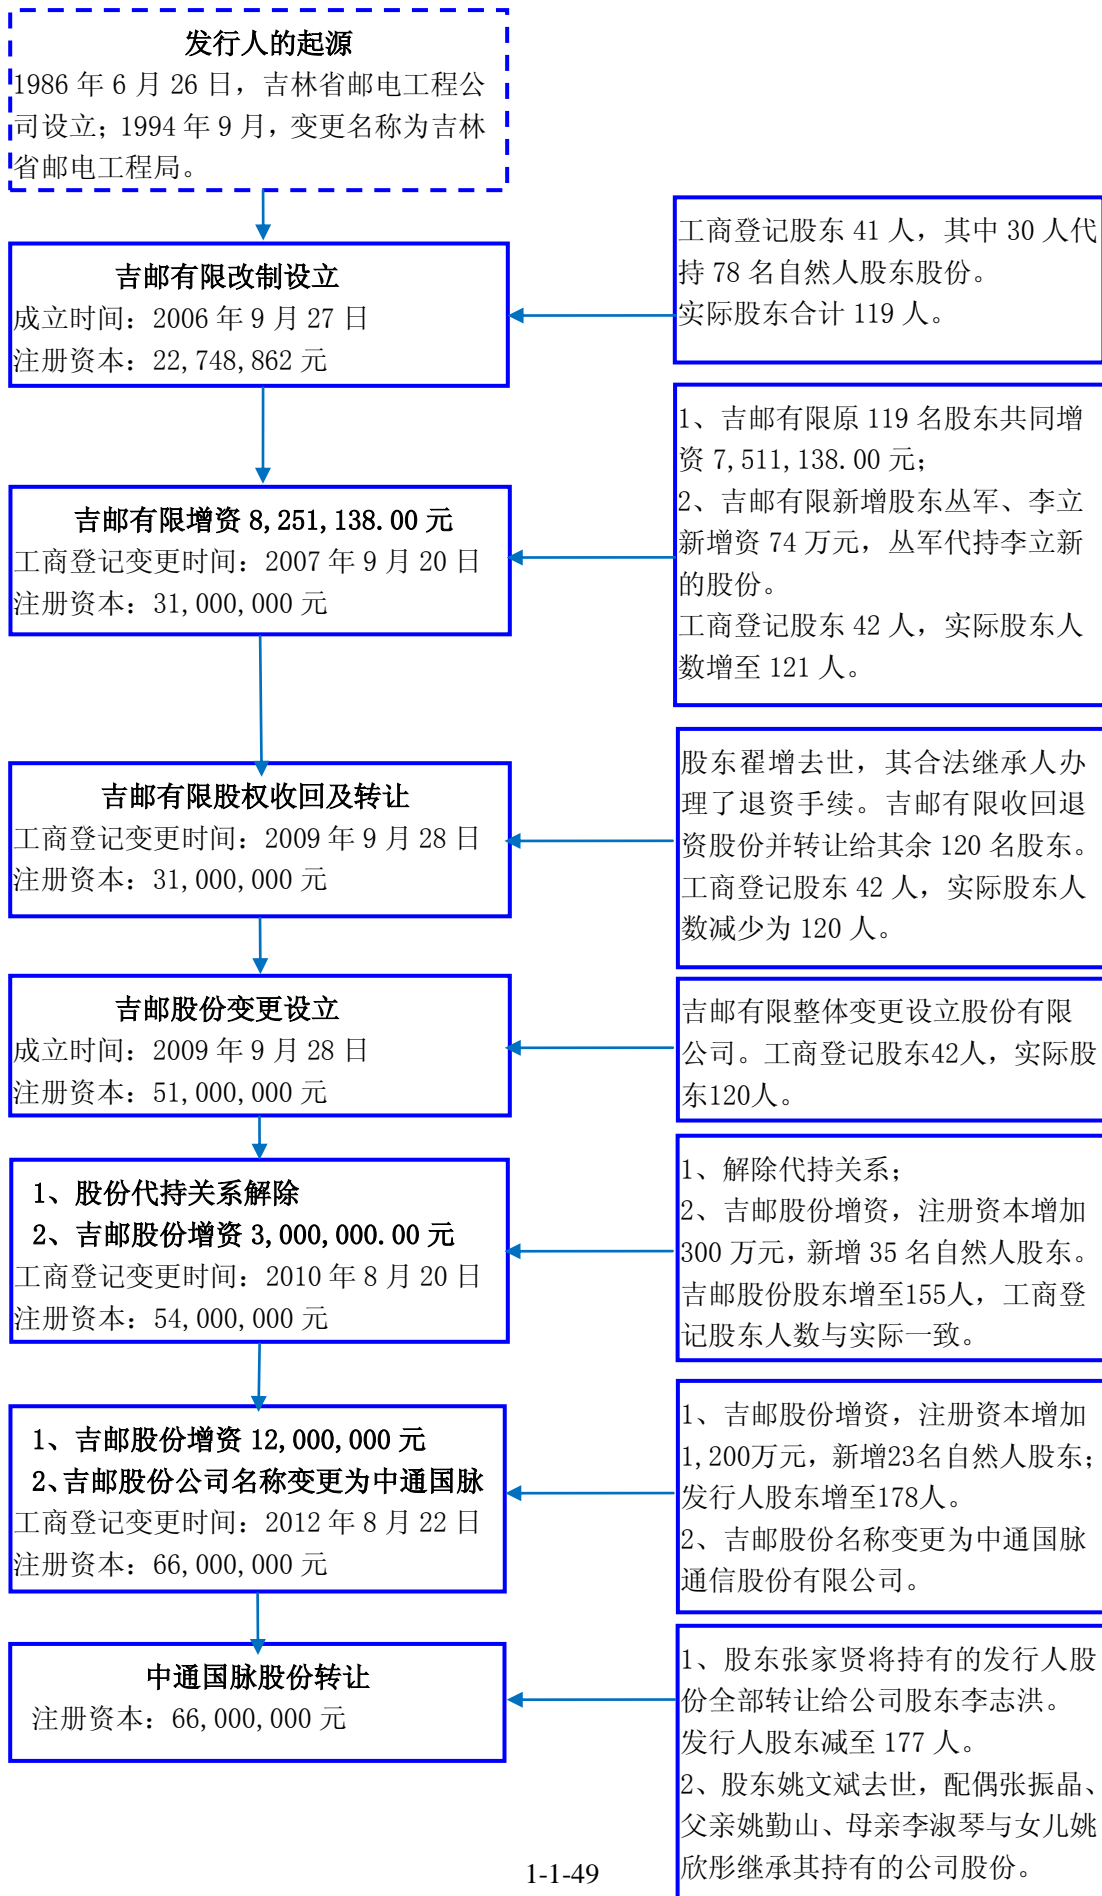 发行人的起源
1986 年 6 月 26 日，吉林省邮电工程公
司设立；1994 年 9 月，变更名称为吉林
省邮电工程局。
吉邮有限改制设立
成立时间：2006 年 9 月 27 日
注册资本：22,748,862 元
工商登记股东 41 人，其中 30 人代
持 78 名自然人股东股份。
实际股东合计 119 人。
吉邮有限增资 8,251,138.00 元
工商登记变更时间：2007 年 9 月 20 日
注册资本：31,000,000 元
1、吉邮有限原 119 名股东共同增
资 7,511,138.00 元；
2、吉邮有限新增股东丛军、李立
新增资 74 万元，丛军代持李立新
的股份。
工商登记股东 42 人，实际股东人
数增至 121 人。
吉邮有限股权收回及转让
工商登记变更时间：2009 年 9 月 28 日
注册资本：31,000,000 元
股东翟增去世，其合法继承人办
理了退资手续。吉邮有限收回退
资股份并转让给其余 120 名股东。
工商登记股东 42 人，实际股东人
数减少为 120 人。
吉邮股份变更设立
成立时间：2009 年 9 月 28 日
注册资本：51,000,000 元
吉邮有限整体变更设立股份有限
公司。工商登记股东42人，实际股
东120人。
1、股份代持关系解除
2、吉邮股份增资 3,000,000.00 元
工商登记变更时间：2010 年 8 月 20 日
注册资本：54,000,000 元
1、解除代持关系；
2、吉邮股份增资，注册资本增加
300 万元，新增 35 名自然人股东。
吉邮股份股东增至155人，工商登
记股东人数与实际一致。
1、吉邮股份增资 12,000,000 元
2、吉邮股份公司名称变更为中通国脉
工商登记变更时间：2012 年 8 月 22 日
注册资本：66,000,000 元
1、吉邮股份增资，注册资本增加
1,200万元，新增23名自然人股东；
发行人股东增至178人。
2、吉邮股份名称变更为中通国脉
通信股份有限公司。
中通国脉股份转让
注册资本：66,000,000 元
1、股东张家贤将持有的发行人股
份全部转让给公司股东李志洪。
发行人股东减至 177 人。
2、股东姚文斌去世，配偶张振晶、
父亲姚勤山、母亲李淑琴与女儿姚
欣彤继承其持有的公司股份。
1-1-49